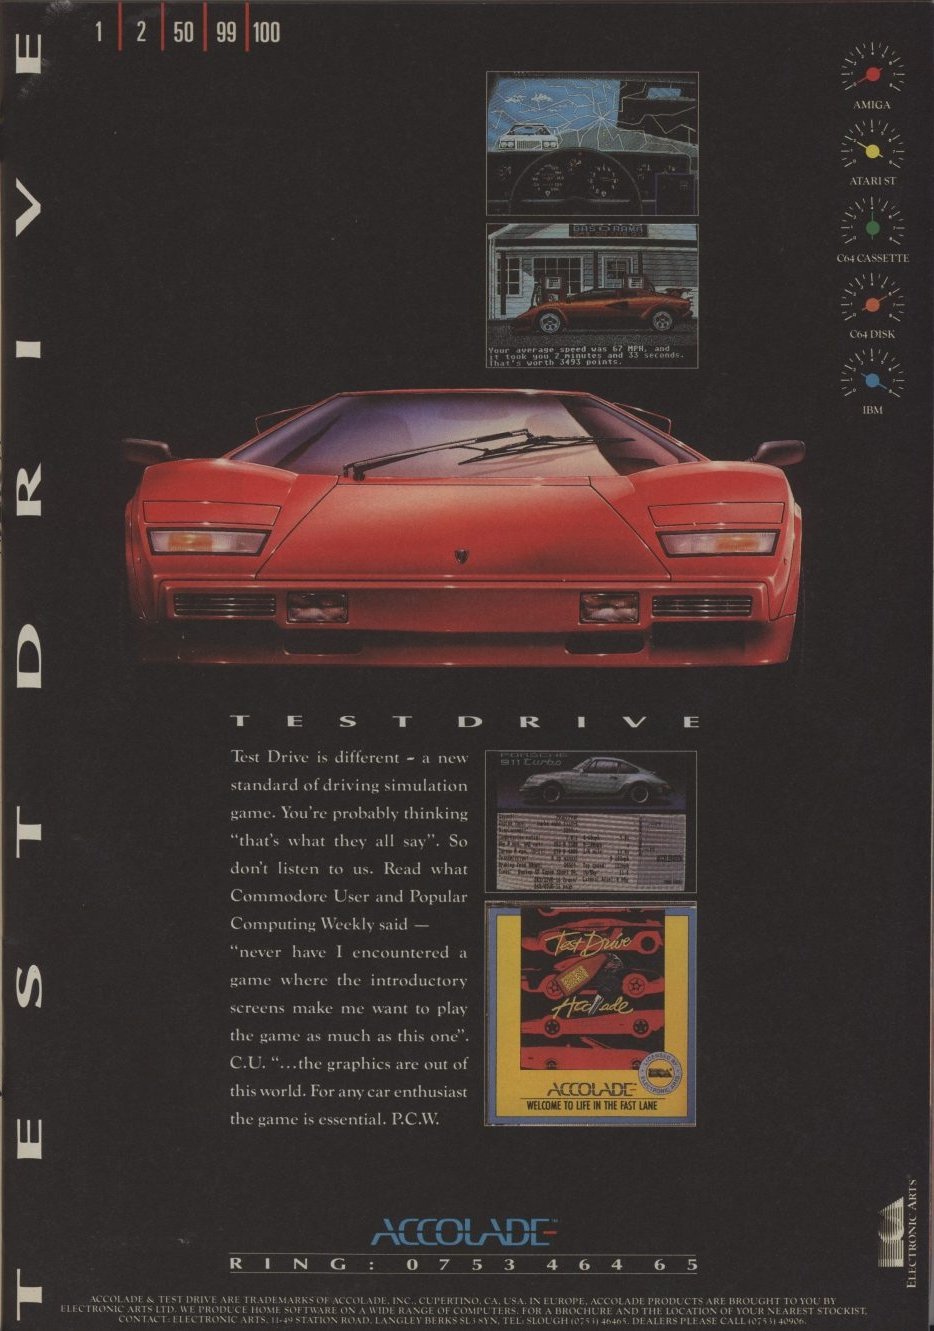 1 2 50 99 100
TEST DRIVE
AMIGA
ATARI ST
C64 CASSETTE
C64 DISK
IBM
GAS O RAMA
Your average speed was 67 MPH, and
it took you 2 minutes and 33 seconds.
That's worth 3493 points.
TEST DRIVE
Test Drive is different – a new
standard of driving simulation
game. You're probably thinking
“that's what they all say”. So
don't listen to us. Read what
Commodore User and Popular
Computing Weekly said —
“never have I encountered a
game where the introductory
screens make me want to play
the game as much as this one”.
C.U. “...the graphics are out of
this world. For any car enthusiast
the game is essential. P.C.W.
PORSCHE
911 Turbo
Test Drive
Accolade
ACCOLADE
WELCOME TO LIFE IN THE FAST LANE
ACCOLADE™
RING: 0753 46465
ELECTRONIC ARTS®
ACCOLADE & TEST DRIVE ARE TRADEMARKS OF ACCOLADE, INC., CUPERTINO, CA, USA. IN EUROPE, ACCOLADE PRODUCTS ARE BROUGHT TO YOU BY
ELECTRONIC ARTS LTD. WE PRODUCE HOME SOFTWARE ON A WIDE RANGE OF COMPUTERS. FOR A BROCHURE AND THE LOCATION OF YOUR NEAREST STOCKIST,
CONTACT: ELECTRONIC ARTS, 11-49 STATION ROAD, LANGLEY BERKS SL3 8YN, TEL: SLOUGH (0753) 46465. DEALERS PLEASE CALL (0753) 40906.